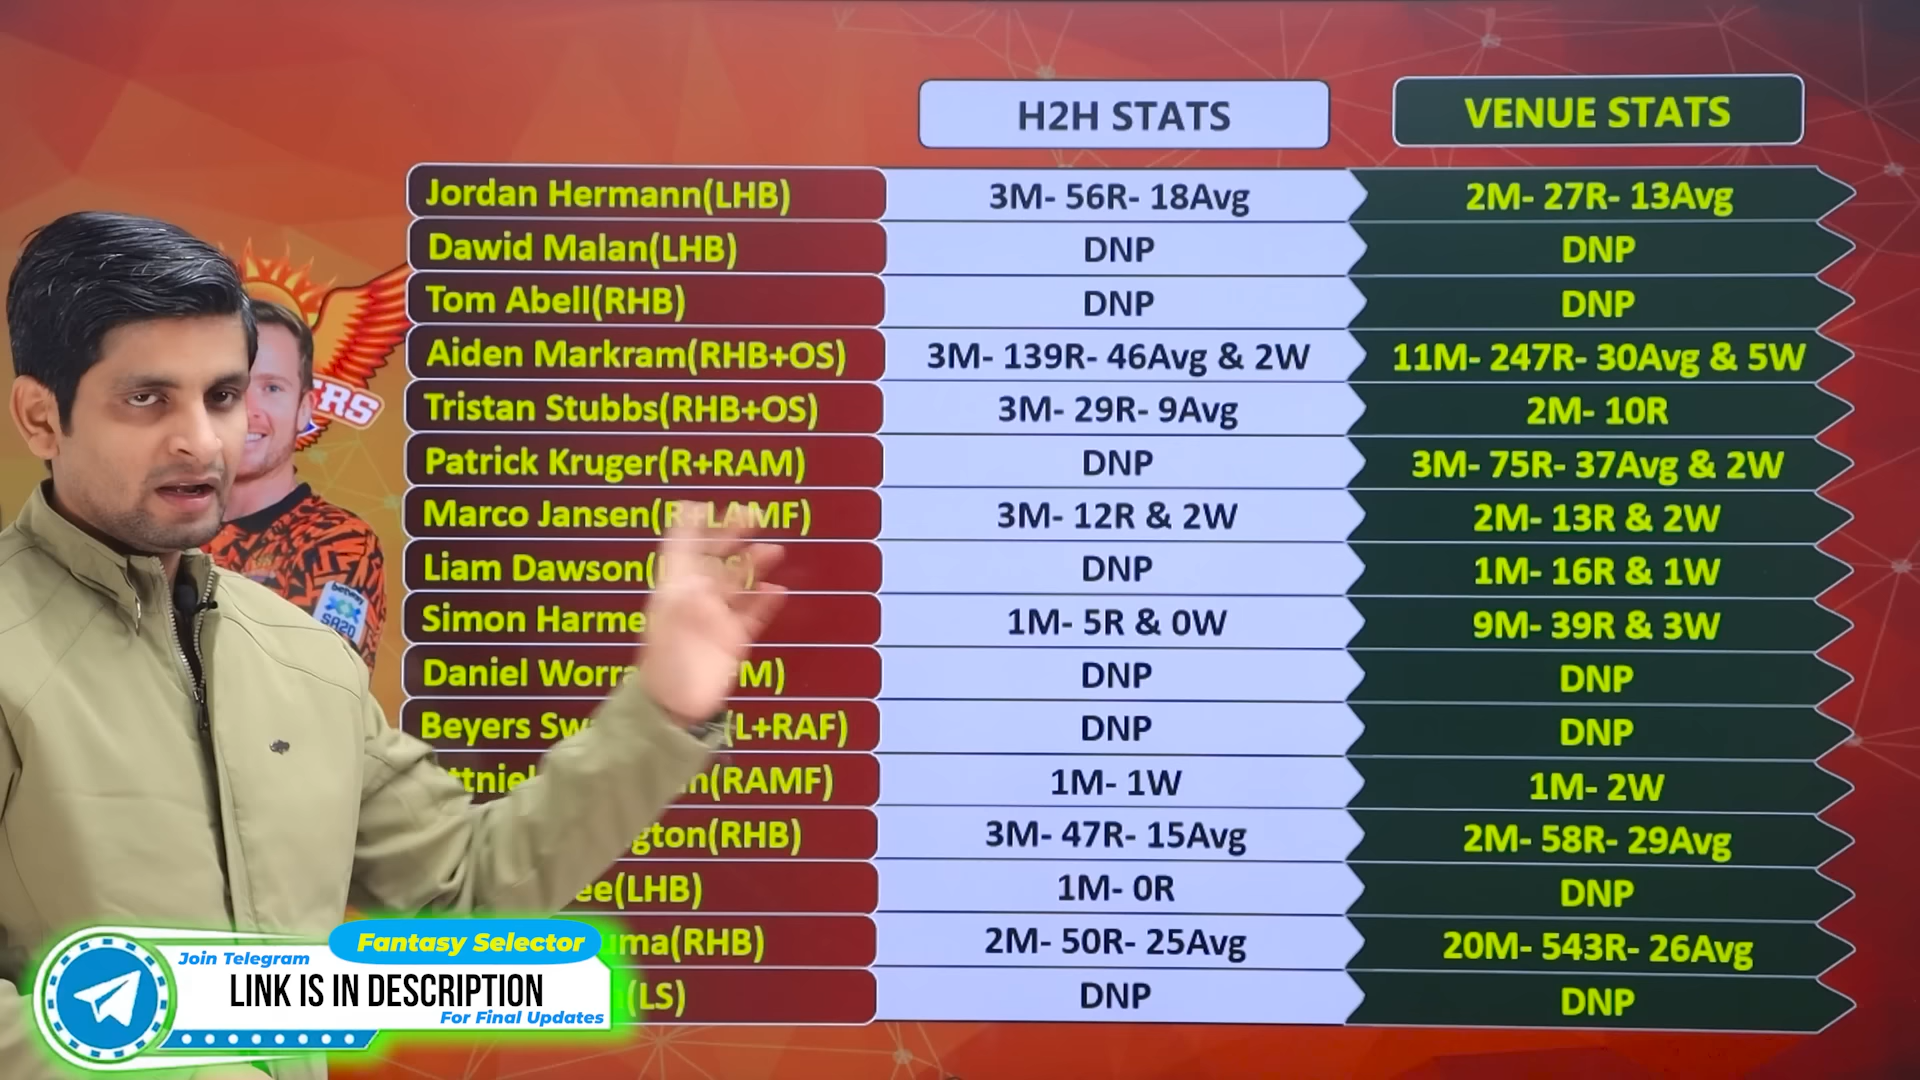 H2H STATS
VENUE STATS
Jordan Hermann(LHB) 3M- 56R- 18Avg 2M- 27R- 13Avg
Dawid Malan(LHB) DNP DNP
Tom Abell(RHB) DNP DNP
Aiden Markram(RHB+OS) 3M- 139R- 46Avg & 2W 11M- 247R- 30Avg & 5W
Tristan Stubbs(RHB+OS) 3M- 29R- 9Avg 2M- 10R
Patrick Kruger(R+RAM) DNP 3M- 75R- 37Avg & 2W
Marco Jansen(R+LAMF) 3M- 12R & 2W 2M- 13R & 2W
Liam Dawson( DNP 1M- 16R & 1W
Simon Harme 1M- 5R & 0W 9M- 39R & 3W
Daniel Worra M) DNP DNP
Beyers Sw (L+RAF) DNP DNP
ttniel n(RAMF) 1M- 1W 1M- 2W
gton(RHB) 3M- 47R- 15Avg 2M- 58R- 29Avg
ee(LHB) 1M- 0R DNP
uma(RHB) 2M- 50R- 25Avg 20M- 543R- 26Avg
(LS) DNP DNP
ERS
betway
SA20
Fantasy Selector
Join Telegram
LINK IS IN DESCRIPTION
For Final Updates